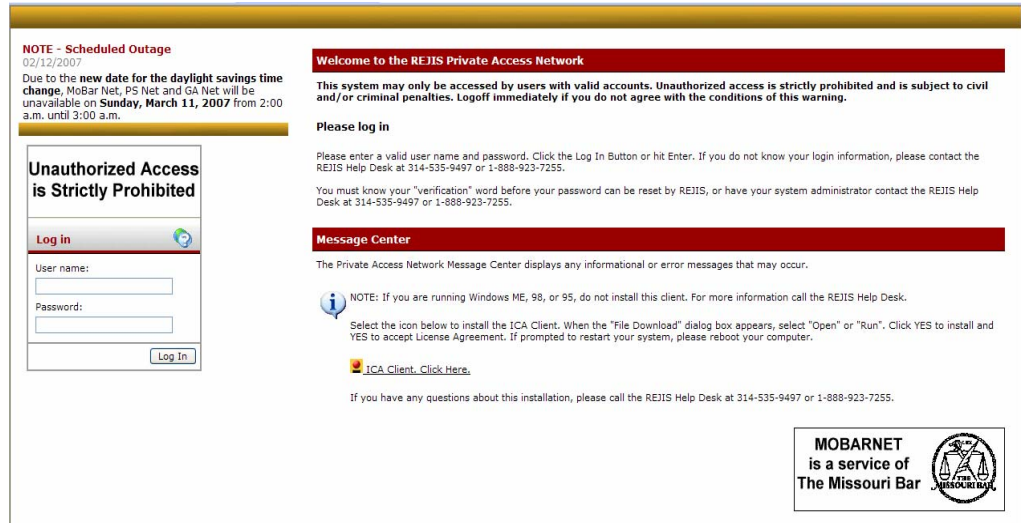 NOTE - Scheduled Outage
02/12/2007
Due to the new date for the daylight savings time
change, MoBar Net, PS Net and GA Net will be
unavailable on Sunday, March 11, 2007 from 2:00
a.m. until 3:00 a.m.
Unauthorized Access
is Strictly Prohibited
Log in
User name:
Password:
Log In
Welcome to the REJIS Private Access Network
This system may only be accessed by users with valid accounts. Unauthorized access is strictly prohibited and is subject to civil
and/or criminal penalties. Logoff immediately if you do not agree with the conditions of this warning.
Please log in
Please enter a valid user name and password. Click the Log In Button or hit Enter. If you do not know your login information, please contact the
REJIS Help Desk at 314-535-9497 or 1-888-923-7255.
You must know your "verification" word before your password can be reset by REJIS, or have your system administrator contact the REJIS Help
Desk at 314-535-9497 or 1-888-923-7255.
Message Center
The Private Access Network Message Center displays any informational or error messages that may occur.
NOTE: If you are running Windows ME, 98, or 95, do not install this client. For more information call the REJIS Help Desk.
Select the icon below to install the ICA Client. When the "File Download" dialog box appears, select "Open" or "Run". Click YES to install and
YES to accept License Agreement. If prompted to restart your system, please reboot your computer.
ICA Client. Click Here.
If you have any questions about this installation, please call the REJIS Help Desk at 314-535-9497 or 1-888-923-7255.
MOBARNET
is a service of
The Missouri Bar
THE
MISSOURI BAR